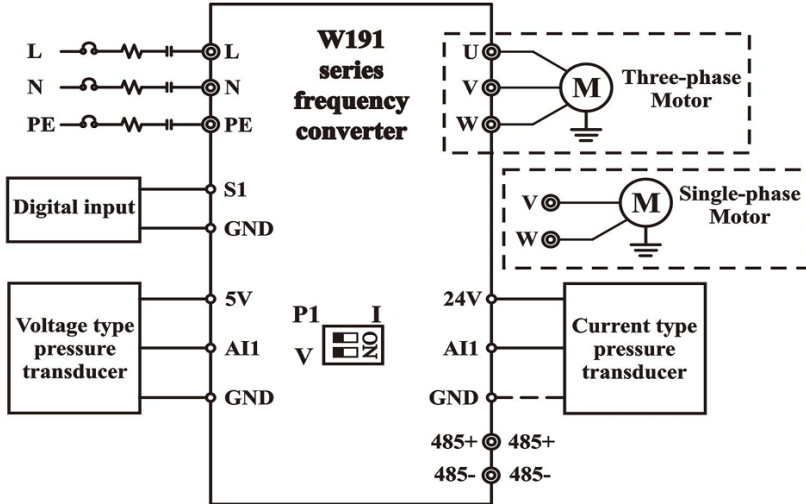 W191
series
frequency
converter
L
N
PE
L
N
PE
U
V
W
M
Three-phase
Motor
Digital input
S1
GND
V
W
M
Single-phase
Motor
Voltage type
pressure
transducer
5V
AI1
GND
P1 I
V
ON
24V
AI1
GND
Current type
pressure
transducer
485+ 485+
485- 485-